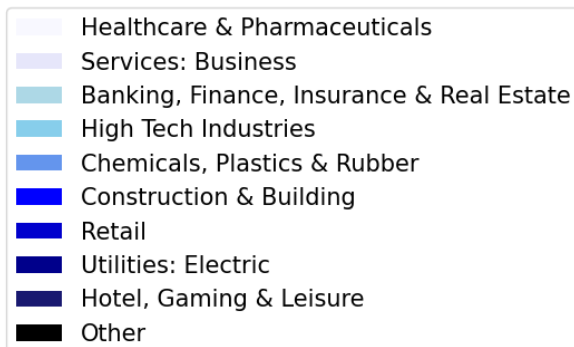 Healthcare & Pharmaceuticals
Services: Business
Banking, Finance, Insurance & Real Estate
High Tech Industries
Chemicals, Plastics & Rubber
Construction & Building
Retail
Utilities: Electric
Hotel, Gaming & Leisure
Other